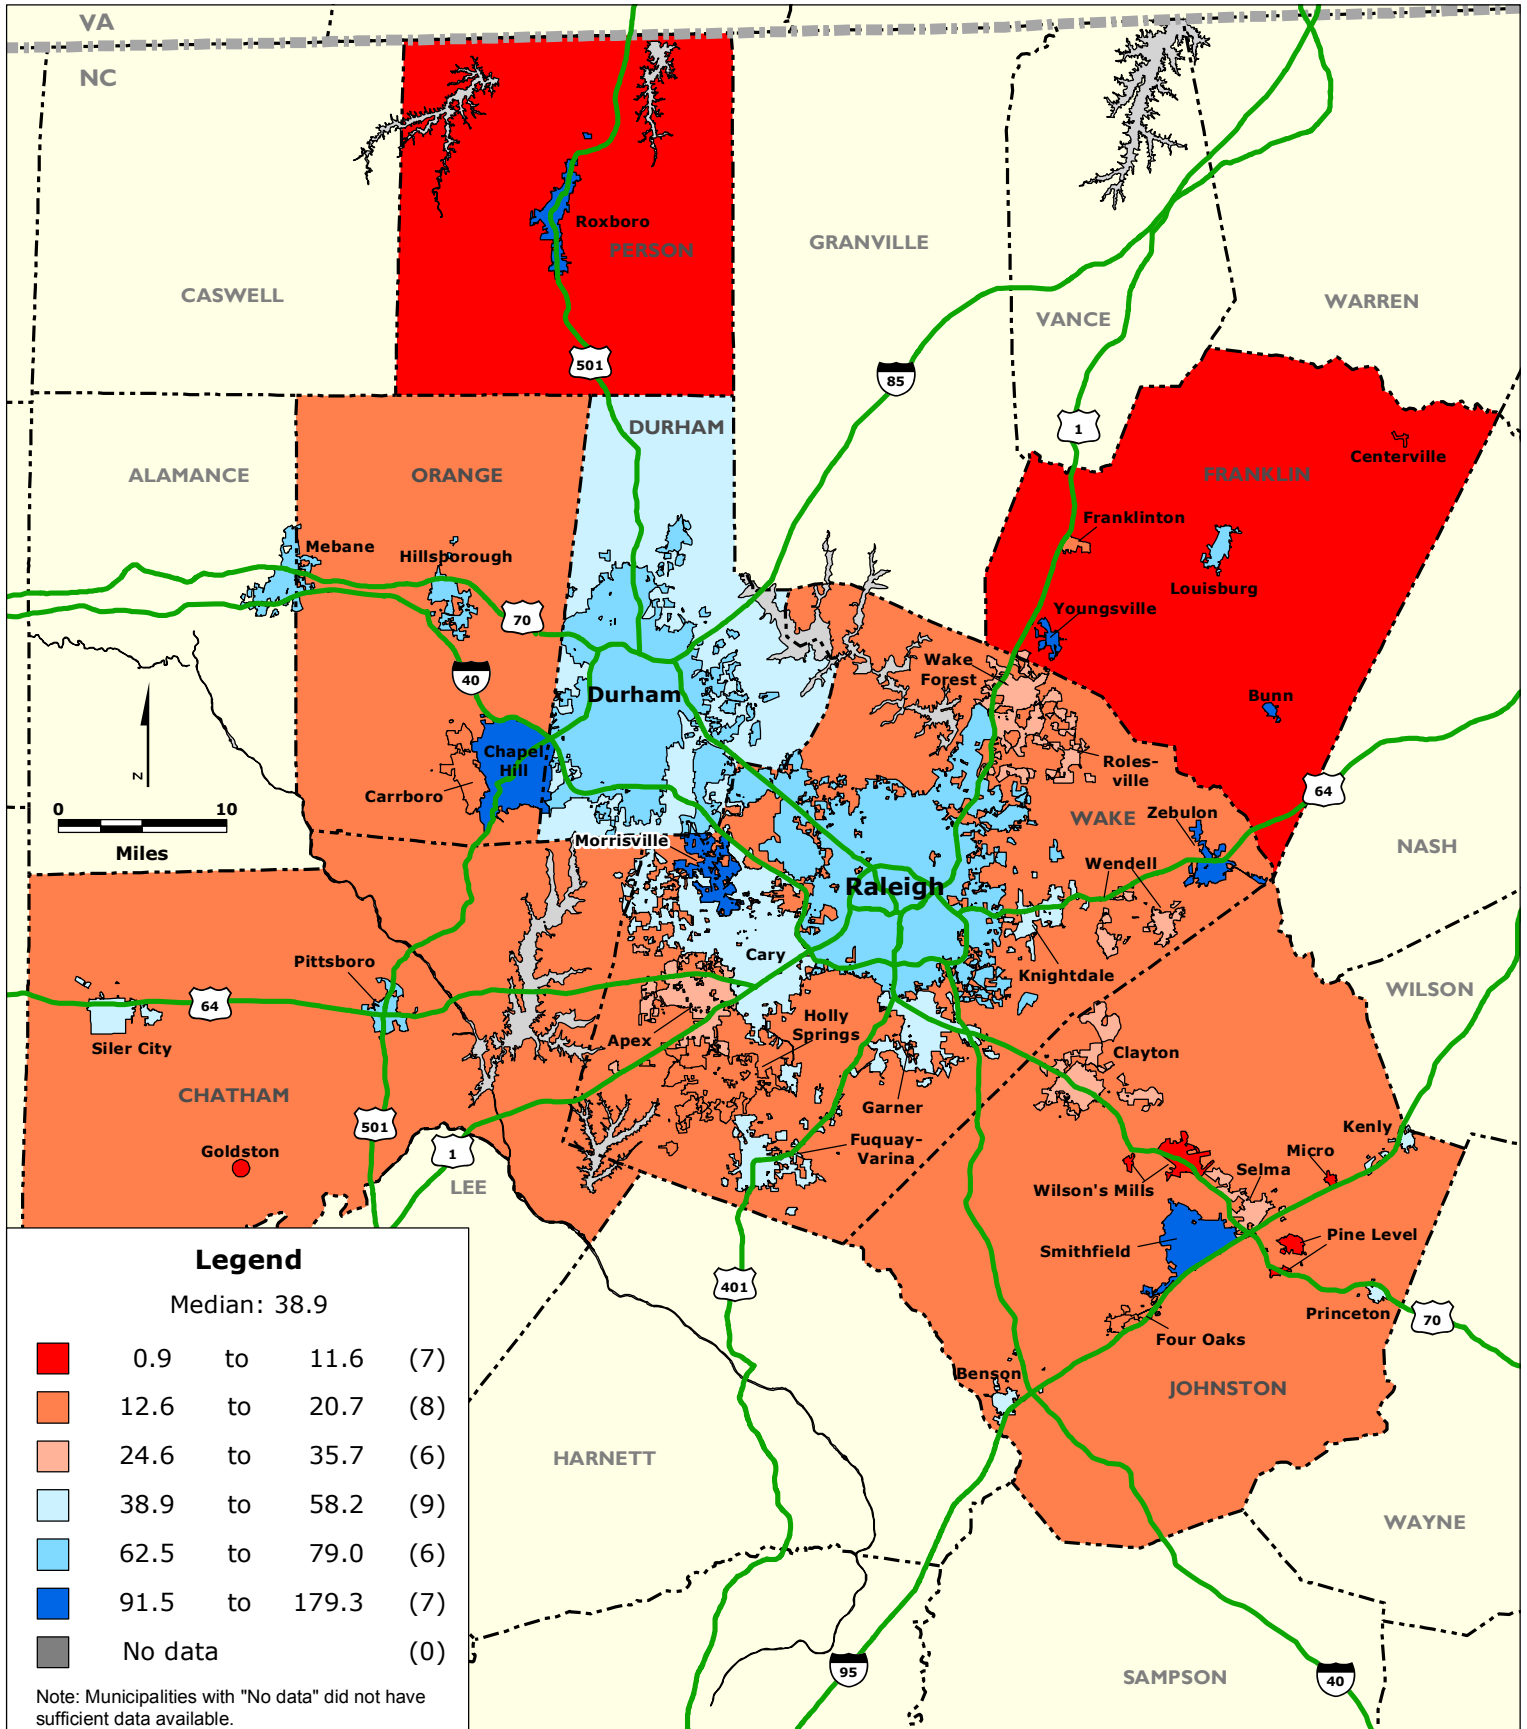 VA
NC
Roxboro
PERSON
GRANVILLE
CASWELL
VANCE
WARREN
501
85
1
DURHAM
ALAMANCE
ORANGE
FRANKLIN
Centerville
Franklinton
Mebane
Hillsborough
Louisburg
Youngsville
70
40
Wake
Forest
Durham
Bunn
Chapel
Hill
Carrboro
Roles-
ville
64
0 10
Miles
Morrisville
WAKE
Zebulon
NASH
Wendell
Raleigh
Cary
Pittsboro
Knightdale
WILSON
64
Siler City
Holly
Springs
Apex
Clayton
CHATHAM
Garner
501
1
Goldston
Fuquay-
Varina
Kenly
Micro
Selma
LEE
Wilson's Mills
Pine Level
Smithfield
401
Princeton
70
Four Oaks
Benson
JOHNSTON
HARNETT
WAYNE
95
SAMPSON
40
N
Legend
Median: 38.9
0.9 to 11.6 (7)
12.6 to 20.7 (8)
24.6 to 35.7 (6)
38.9 to 58.2 (9)
62.5 to 79.0 (6)
91.5 to 179.3 (7)
No data (0)
Note: Municipalities with "No data" did not have
sufficient data available.